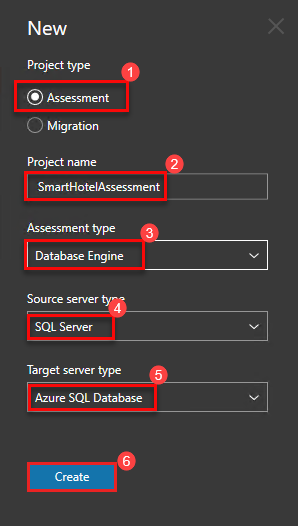 New
Project type
1
Assessment
Migration
Project name
2
SmartHotelAssessment
Assessment type
3
Database Engine
Source server type
4
SQL Server
Target server type
5
Azure SQL Database
6
Create